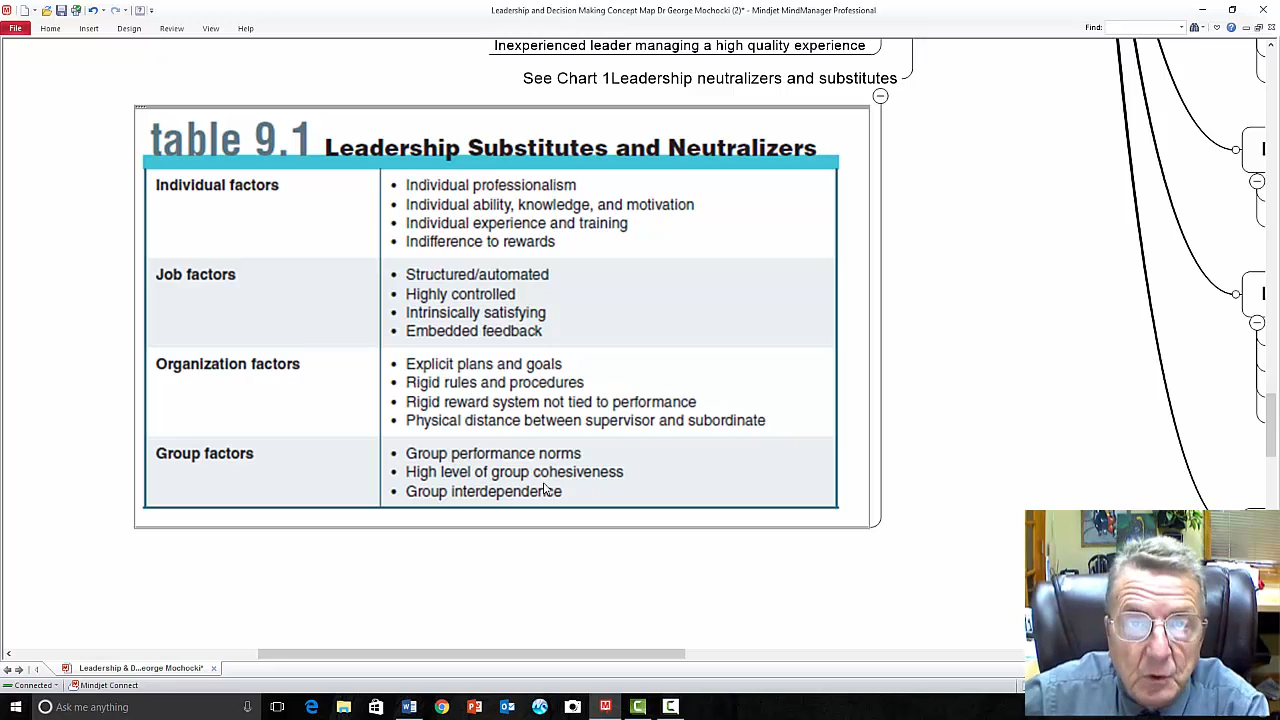 Leadership and Decision Making Concept Map Dr George Mochocki (2)* - Mindjet MindManager Professional
File Home Insert Design Review View Find:
Inexperienced leader managing a high quality experience
See Chart 1Leadership neutralizers and substitutes
table 9.1 Leadership Substitutes and Neutralizers
Individual factors
• Individual professionalism
• Individual ability, knowledge, and motivation
• Individual experience and training
• Indifference to rewards
Job factors
• Structured/automated
• Highly controlled
• Intrinsically satisfying
• Embedded feedback
Organization factors
• Explicit plans and goals
• Rigid rules and procedures
• Rigid reward system not tied to performance
• Physical distance between supervisor and subordinate
Group factors
• Group performance norms
• High level of group cohesiveness
• Group interdependence
Leadership & D...eorge Mochocki*
Connected Mindjet Connect
Ask me anything